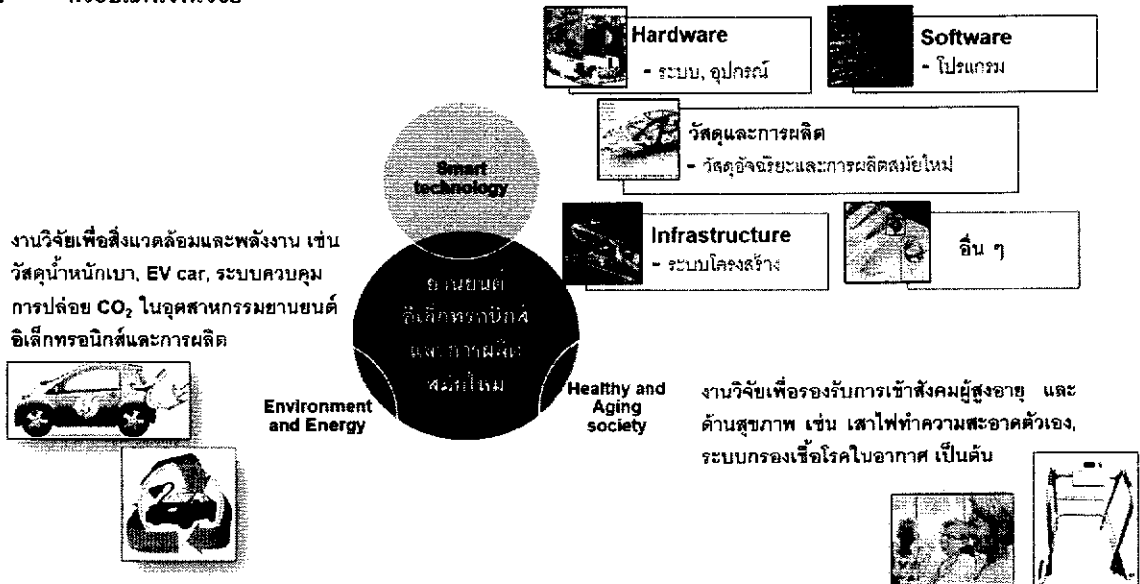 Hardware
- ระบบ, อุปกรณ์
Software
- โปรแกรม
วัสดุและการผลิต
- วัสดุอัจฉริยะและการผลิตสมัยใหม่
Smart
technology
Infrastructure
- ระบบโครงสร้าง
อื่น ๆ
งานวิจัยเพื่อสิ่งแวดล้อมและพลังงาน เช่น
วัสดุน้ำหนักเบา, EV car, ระบบควบคุม
การปล่อย CO₂ ในอุตสาหกรรมยานยนต์
อิเล็กทรอนิกส์และการผลิต
ยานยนต์
อิเล็กทรอนิกส์
และการผลิต
สมัยใหม่
Environment
and Energy
Healthy and
Aging
society
งานวิจัยเพื่อรองรับการเข้าสังคมผู้สูงอายุ และ
ด้านสุขภาพ เช่น เสาไฟทำความสะอาดตัวเอง,
ระบบกรองเชื้อโรคในอากาศ เป็นต้น